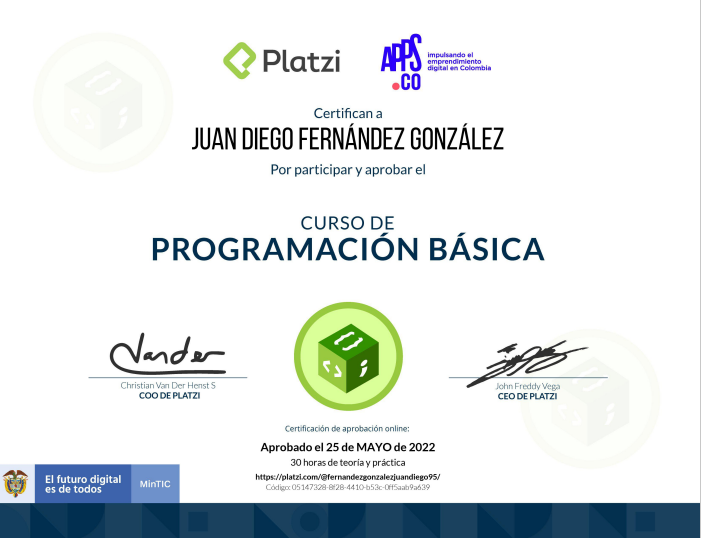 Platzi
APPS
.CO
impulsando el
emprendimiento
digital en Colombia
Certifican a
JUAN DIEGO FERNÁNDEZ GONZÁLEZ
Por participar y aprobar el
CURSO DE
PROGRAMACIÓN BÁSICA
Christian Van Der Henst S
COO DE PLATZI
John Freddy Vega
CEO DE PLATZI
Certificación de aprobación online:
Aprobado el 25 de MAYO de 2022
30 horas de teoría y práctica
https://platzi.com/@fernandezgonzalezjuandiego95/
Código: 05147328-8f28-4410-b53c-0ff5aab9a639
El futuro digital
es de todos
MinTIC